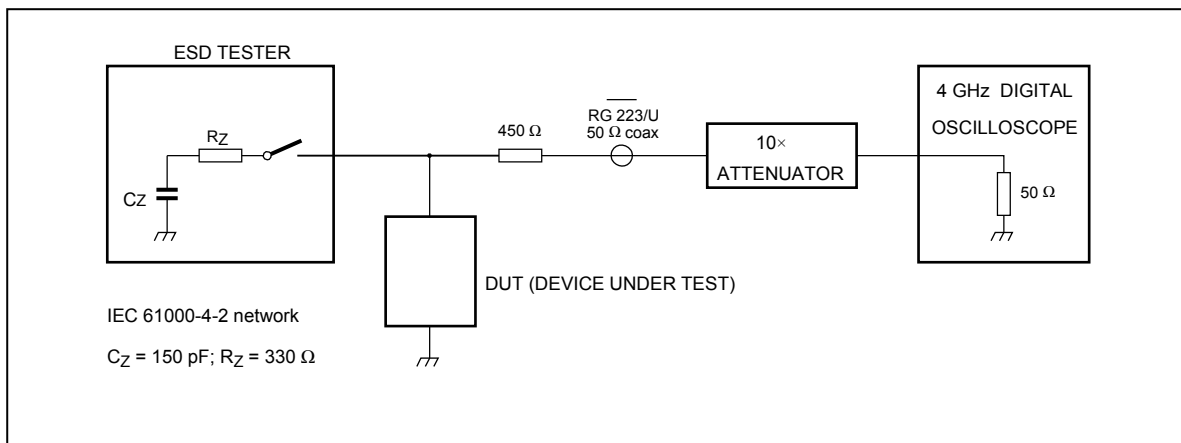 ESD TESTER
RZ
CZ
450 Ω
RG 223/U
50 Ω coax
10×
ATTENUATOR
4 GHz DIGITAL
OSCILLOSCOPE
50 Ω
DUT (DEVICE UNDER TEST)
IEC 61000-4-2 network
CZ = 150 pF; RZ = 330 Ω